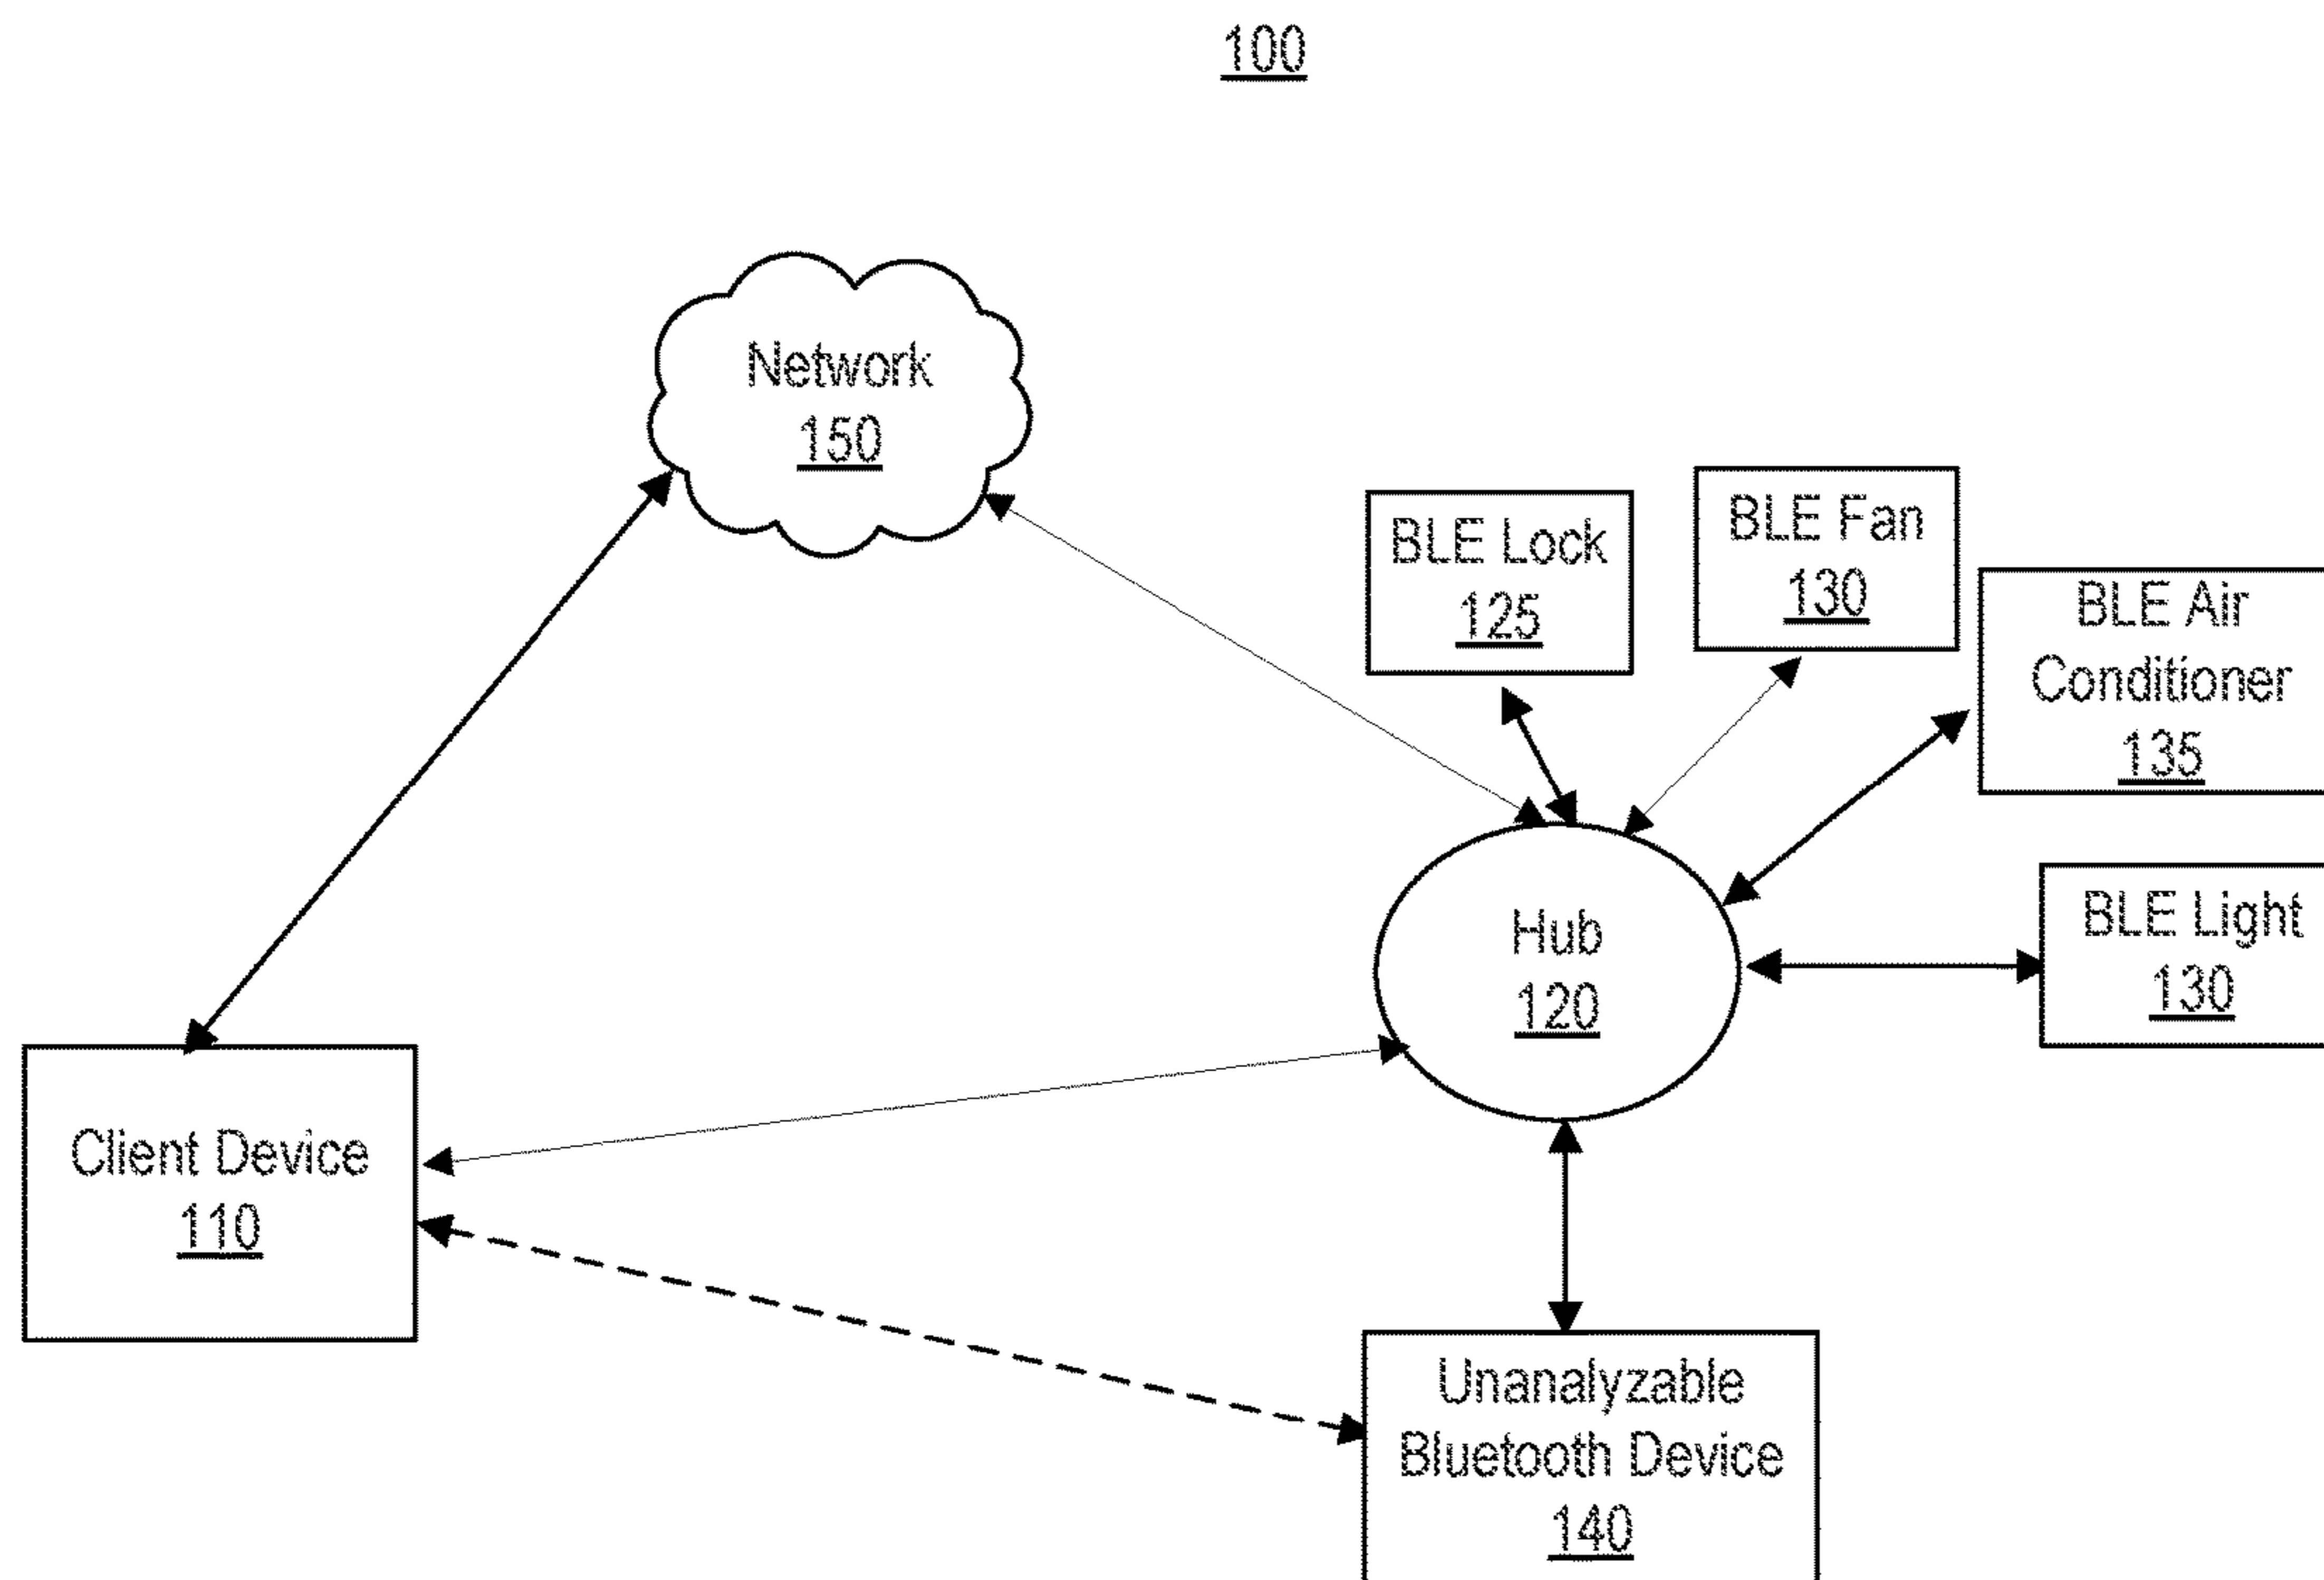 100
Network
150
BLE Lock
125
BLE Fan
130
BLE Air
Conditioner
135
Hub
120
BLE Light
130
Client Device
110
Unanalyzable
Bluetooth Device
140